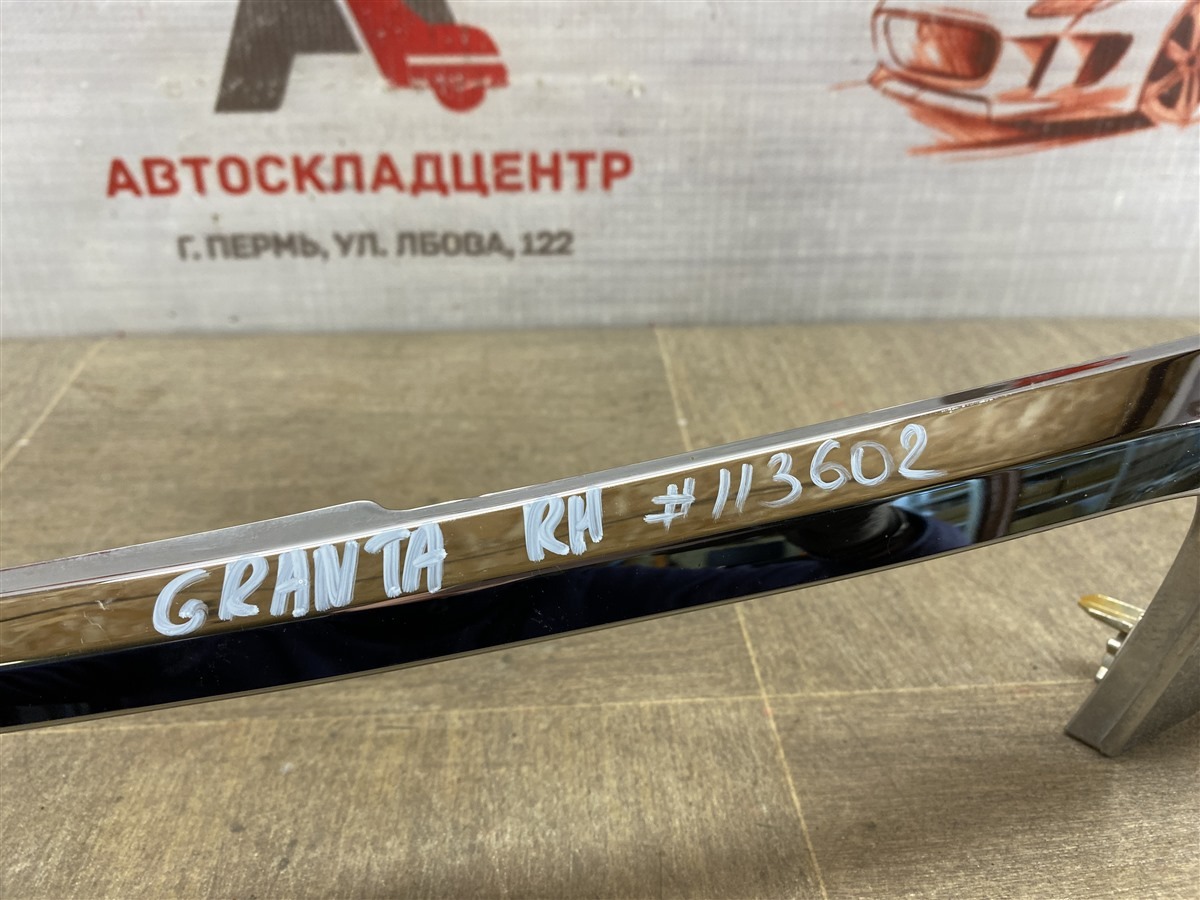 АВТОСКЛАДЦЕНТР
Г. ПЕРМЬ, УЛ. ЛБОВА, 122
GRANTA RH #113602